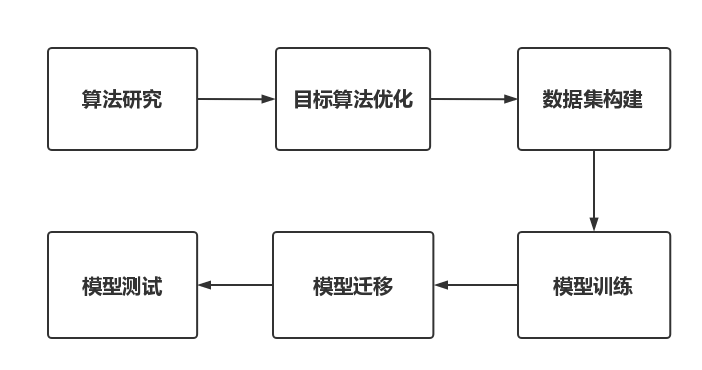 算法研究
目标算法优化
数据集构建
模型训练
模型迁移
模型测试